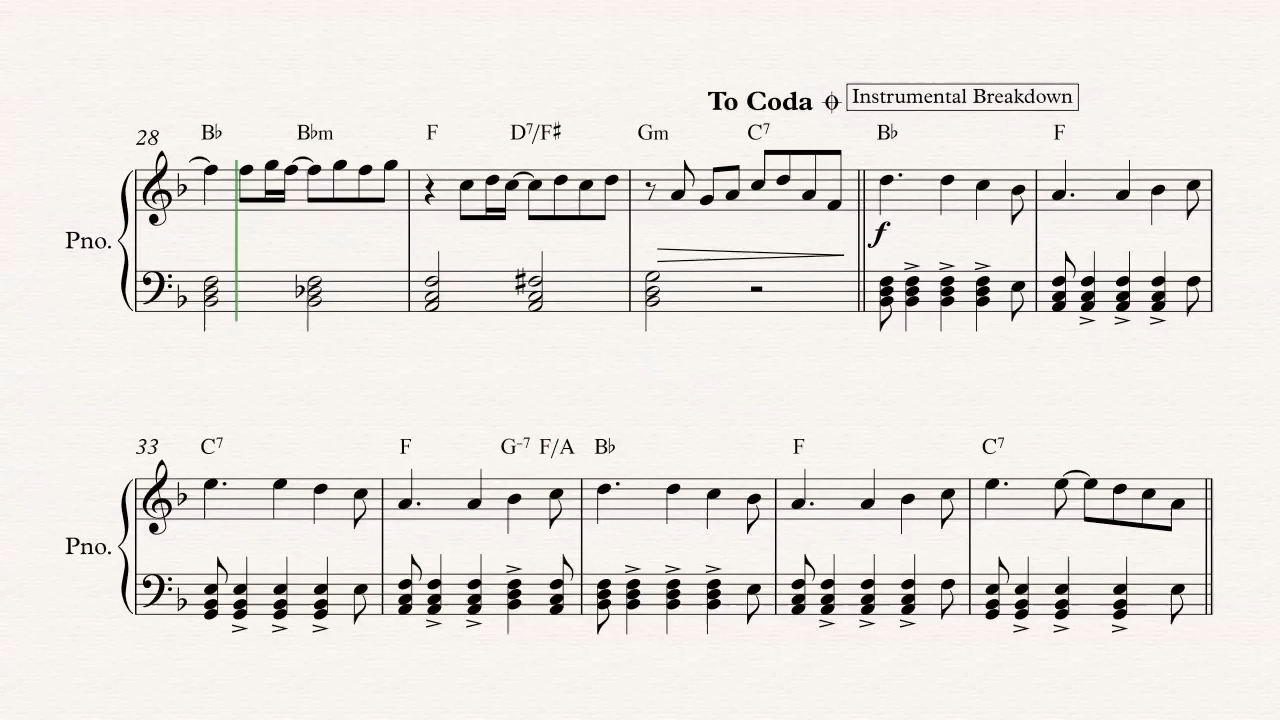 To Coda Instrumental Breakdown
28 B♭ B♭m F D7/F♯ Gm C7 B♭ F
Pno.
f
33 C7 F G-7 F/A B♭ F C7
Pno.